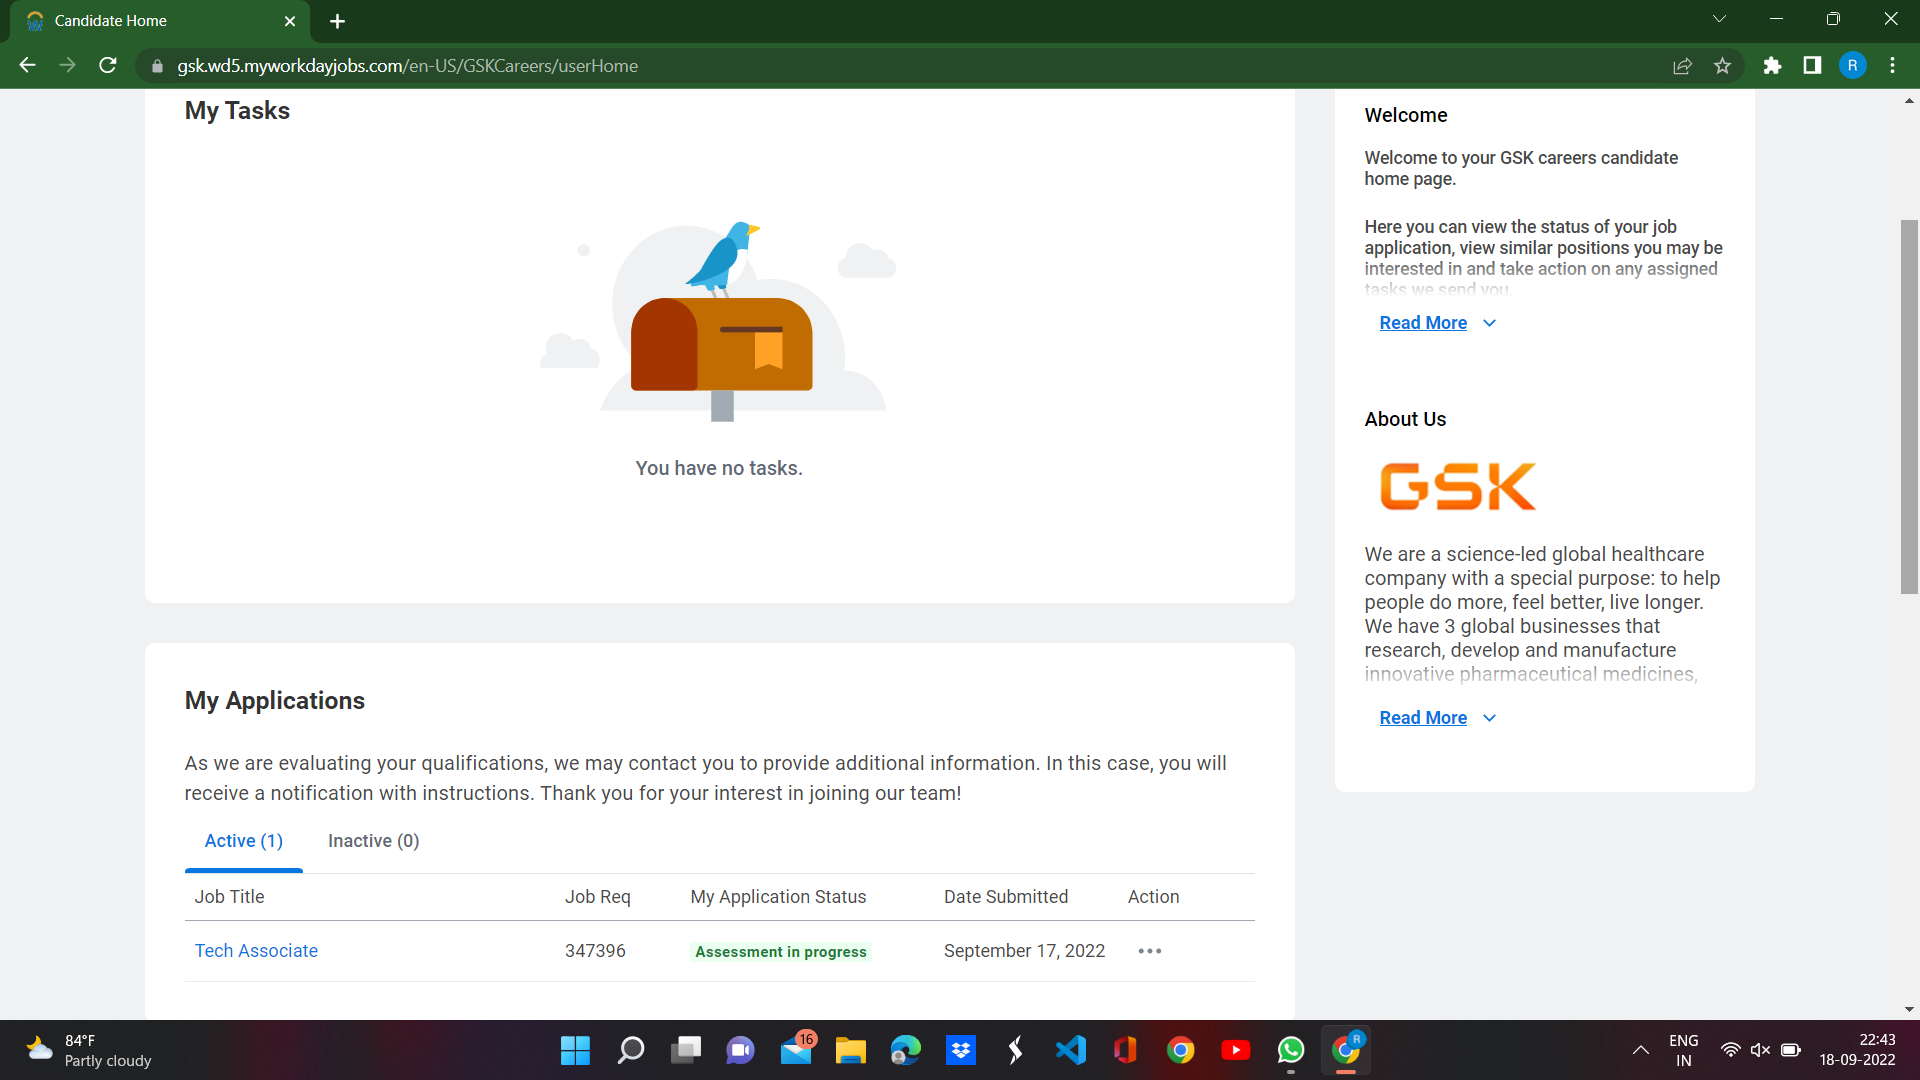 Candidate Home
gsk.wd5.myworkdayjobs.com/en-US/GSKCareers/userHome
R
My Tasks
You have no tasks.
My Applications
As we are evaluating your qualifications, we may contact you to provide additional information. In this case, you will
receive a notification with instructions. Thank you for your interest in joining our team!
Active (1) Inactive (0)
Job Title Job Req My Application Status Date Submitted Action
Tech Associate 347396 Assessment in progress September 17, 2022
Welcome
Welcome to your GSK careers candidate
home page.
Here you can view the status of your job
application, view similar positions you may be
interested in and take action on any assigned
tasks we send you.
Read More
About Us
GSK
We are a science-led global healthcare
company with a special purpose: to help
people do more, feel better, live longer.
We have 3 global businesses that
research, develop and manufacture
innovative pharmaceutical medicines,
Read More
84°F
Partly cloudy
16
R
ENG
IN
22:43
18-09-2022